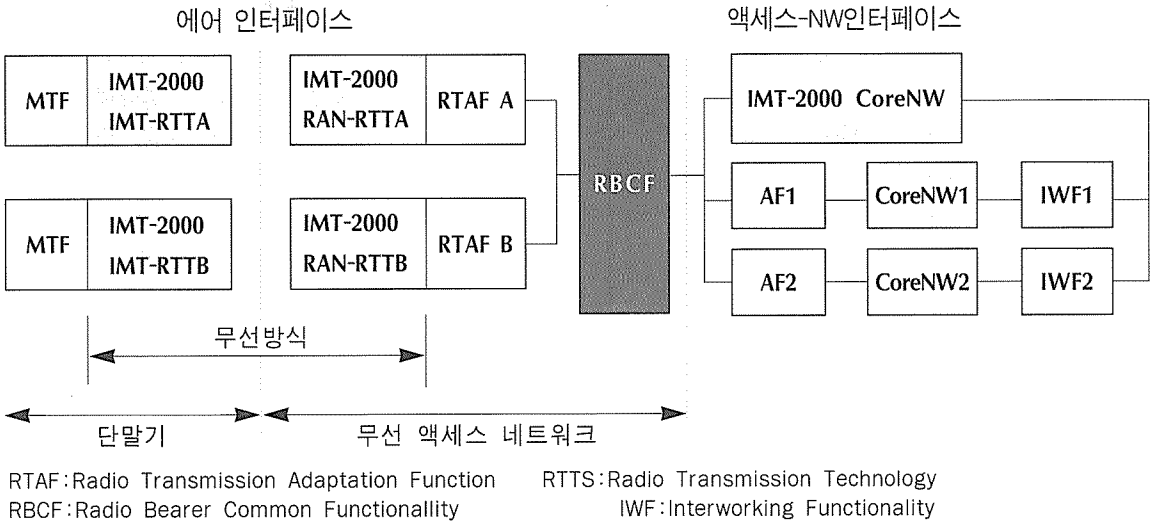 에어 인터페이스
액세스-NW인터페이스
MTF
IMT-2000
IMT-RTTA
IMT-2000
RAN-RTTA
RTAF A
RBCF
IMT-2000 CoreNW
AF1
CoreNW1
IWF1
MTF
IMT-2000
IMT-RTTB
IMT-2000
RAN-RTTB
RTAF B
AF2
CoreNW2
IWF2
무선방식
단말기
무선 액세스 네트워크
RTAF:Radio Transmission Adaptation Function
RTTS:Radio Transmission Technology
RBCF:Radio Bearer Common Functionallity
IWF:Interworking Functionality